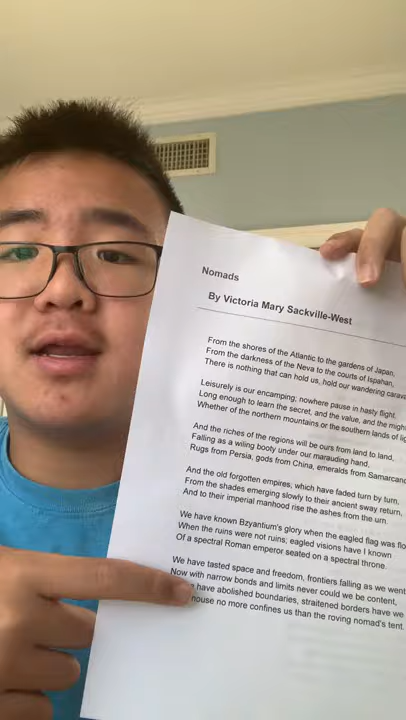 Nomads
By Victoria Mary Sackville-West
From the shores of the Atlantic to the gardens of Japan,
From the darkness of the Neva to the courts of Ispahan,
There is nothing that can hold us, hold our wandering
Leisurely is our encamping; nowhere pause in hasty flight,
Long enough to learn the secret, and the value, and the
Whether of the northern mountains or the southern lands of
And the riches of the regions will be ours from land to land,
Falling as a wiling booty under our marauding hand,
Rugs from Persia, gods from China, emeralds from
And the old forgotten empires, which have faded turn by turn,
From the shades emerging slowly to their ancient sway return,
And to their imperial manhood rise the ashes from the urn.
We have known Bzyantium's glory when the eagled flag was
When the ruins were not ruins; eagled visions have I known
Of a spectral Roman emperor seated on a spectral throne.
We have tasted space and freedom, frontiers falling as we went
Now with narrow bonds and limits never could we be content,
have abolished boundaries, straitened borders have we
no more confines us than the roving nomad's tent.